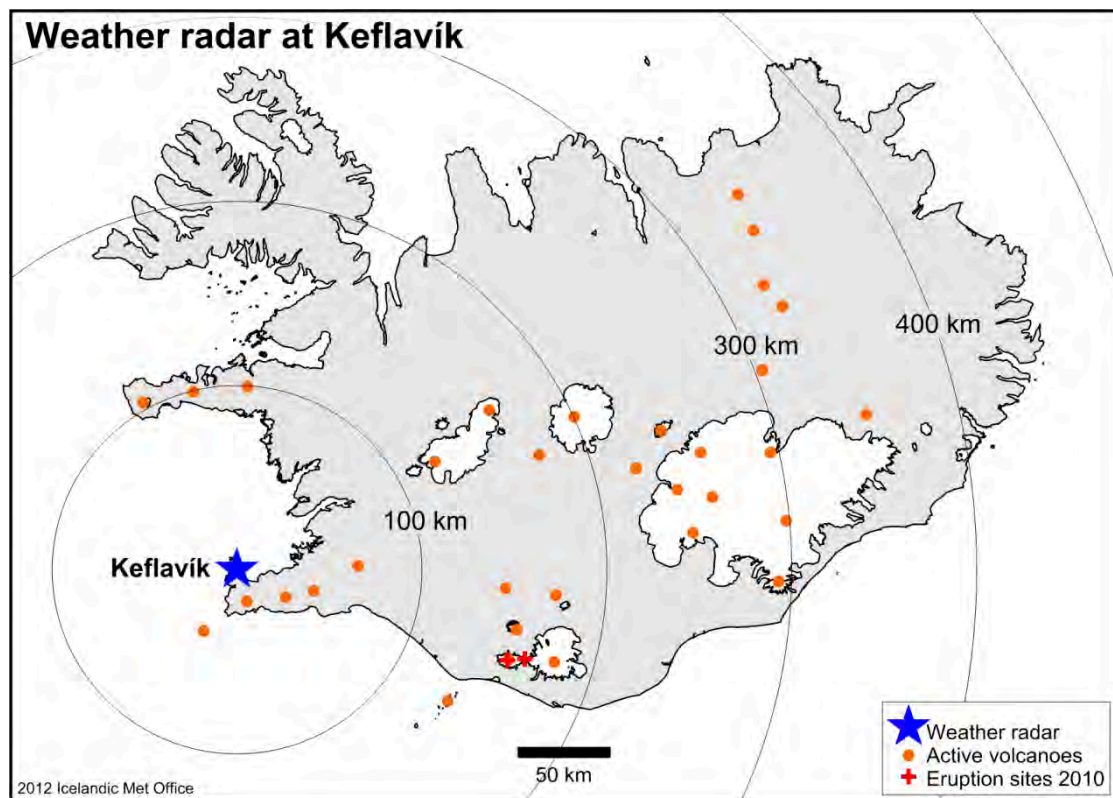 Weather radar at Keflavík
400 km
300 km
100 km
Keflavík
50 km
Weather radar
Active volcanoes
Eruption sites 2010
2012 Icelandic Met Office